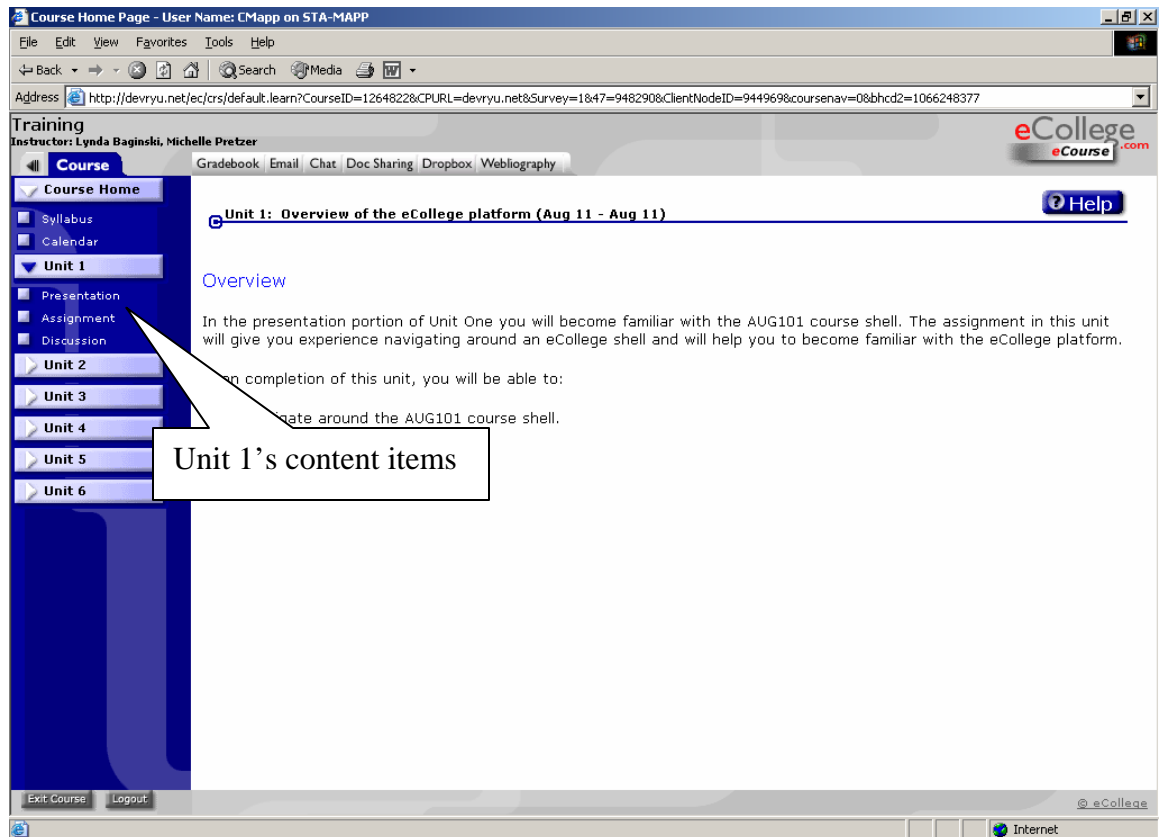 Course Home Page - User Name: CMapp on STA-MAPP
File Edit View Favorites Tools Help
Back Search Media
Address http://devryu.net/ec/crs/default.learn?CourseID=1264822&CPURL=devryu.net&Survey=1&47=948290&ClientNodeID=944969&coursenav=0&bhcd2=1066248377
Training
Instructor: Lynda Baginski, Michelle Pretzer
eCollege.com
eCourse
Course Gradebook Email Chat Doc Sharing Dropbox Webliography
Course Home
Syllabus
Calendar
Unit 1
Presentation
Assignment
Discussion
Unit 2
Unit 3
Unit 4
Unit 5
Unit 6
Help
Unit 1: Overview of the eCollege platform (Aug 11 - Aug 11)
Overview
In the presentation portion of Unit One you will become familiar with the AUG101 course shell. The assignment in this unit
will give you experience navigating around an eCollege shell and will help you to become familiar with the eCollege platform.
completion of this unit, you will be able to:
around the AUG101 course shell.
Unit 1's content items
Exit Course Logout
© eCollege
Internet